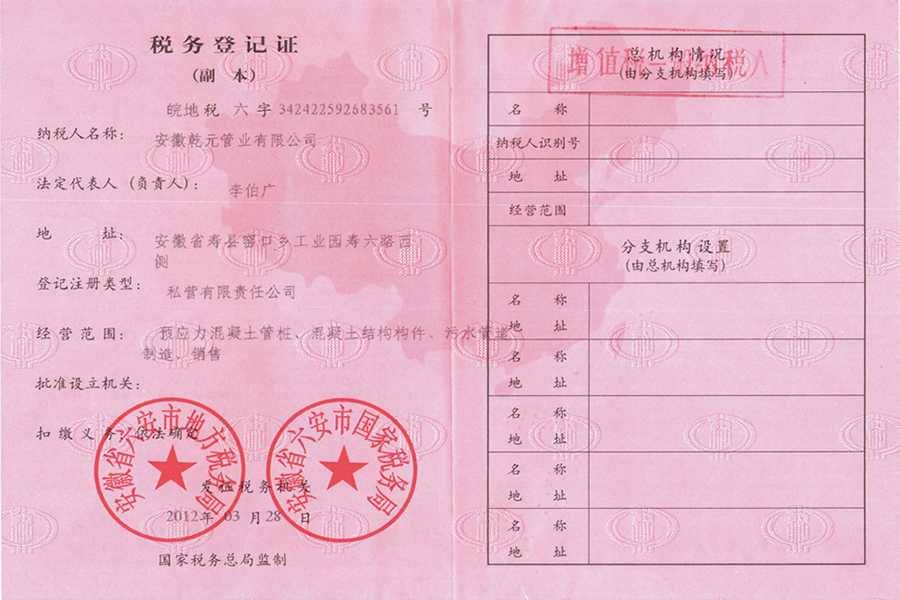 税务登记证
(副 本)
皖地税 六 字 342422592683561 号
纳税人名称: 安徽乾元管业有限公司
法定代表人(负责人): 李伯广
地 址: 安徽省寿县窑口乡工业园寿六路西
侧
登记注册类型: 私营有限责任公司
经营范围: 预应力混凝土管桩、混凝土结构构件、污水管道
制造、销售
批准设立机关:
扣缴义务: 依法确定
安徽省六安市地方税务局
安徽省六安市国家税务局
发证税务机关
2012年 03 月 28 日
国家税务总局监制
增值税一般纳税人
总机构情况
(由分支机构填写)
名 称
纳税人识别号
地 址
经营范围
分支机构设置
(由总机构填写)
名 称
地 址
名 称
地 址
名 称
地 址
名 称
地 址
名 称
地 址